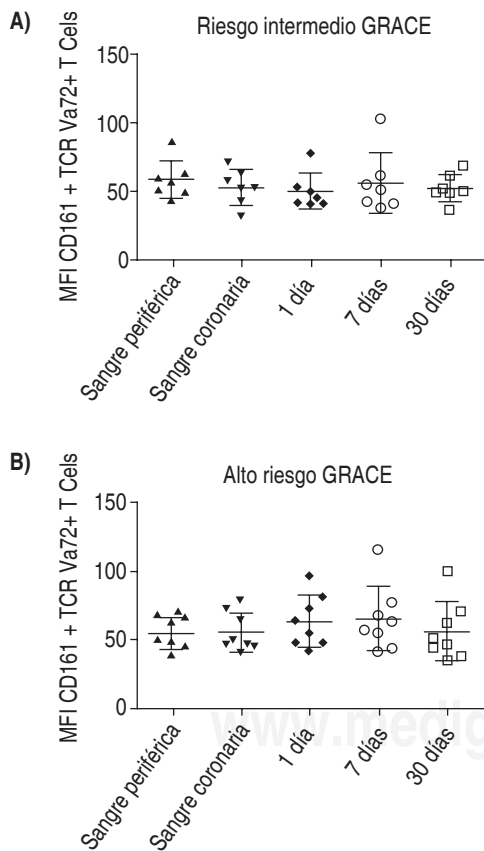 A)
Riesgo intermedio GRACE
MFI CD161 + TCR Va72+ T Cels
150
100
50
0
Sangre periférica
Sangre coronaria
1 día
7 días
30 días
B)
Alto riesgo GRACE
MFI CD161 + TCR Va72+ T Cels
150
100
50
0
Sangre periférica
Sangre coronaria
1 día
7 días
30 días
www.medig